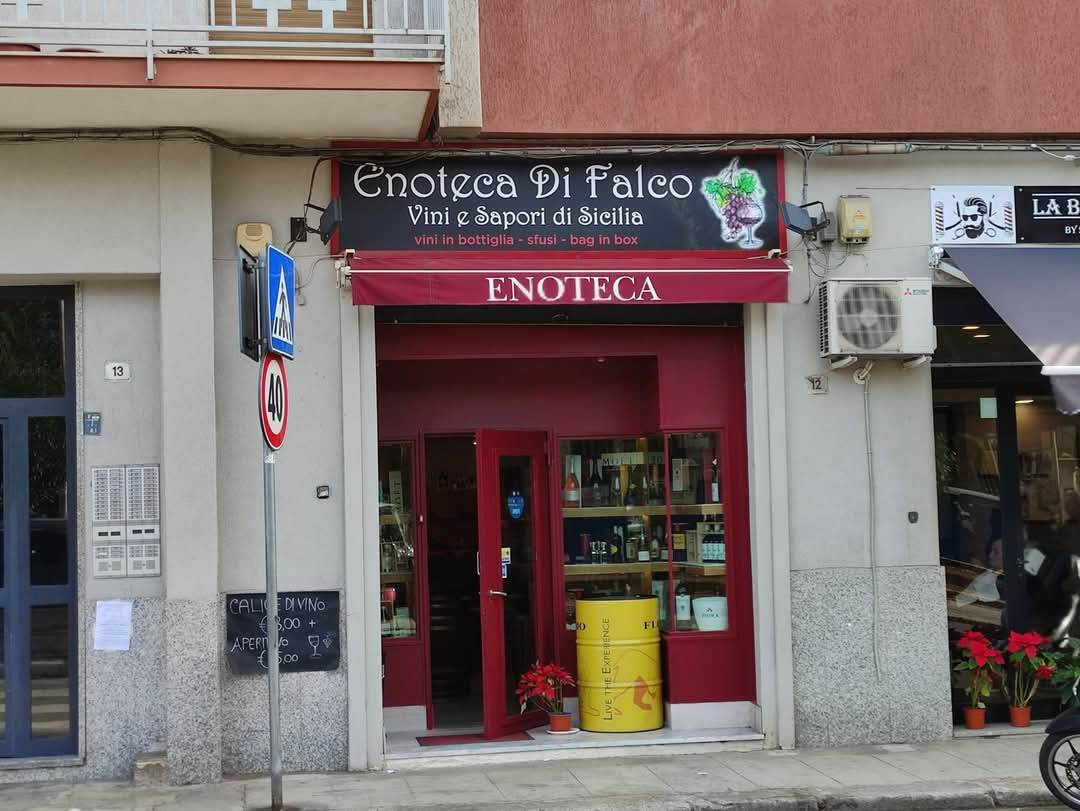 Enoteca Di Falco
Vini e Sapori di Sicilia
vini in bottiglia - sfusi - bag in box
ENOTECA
LA B
BY
40
13
12
CALICE DI VINO
€3,00 +
APERITIVO
€5,00
LIVE THE EXPERIENCE